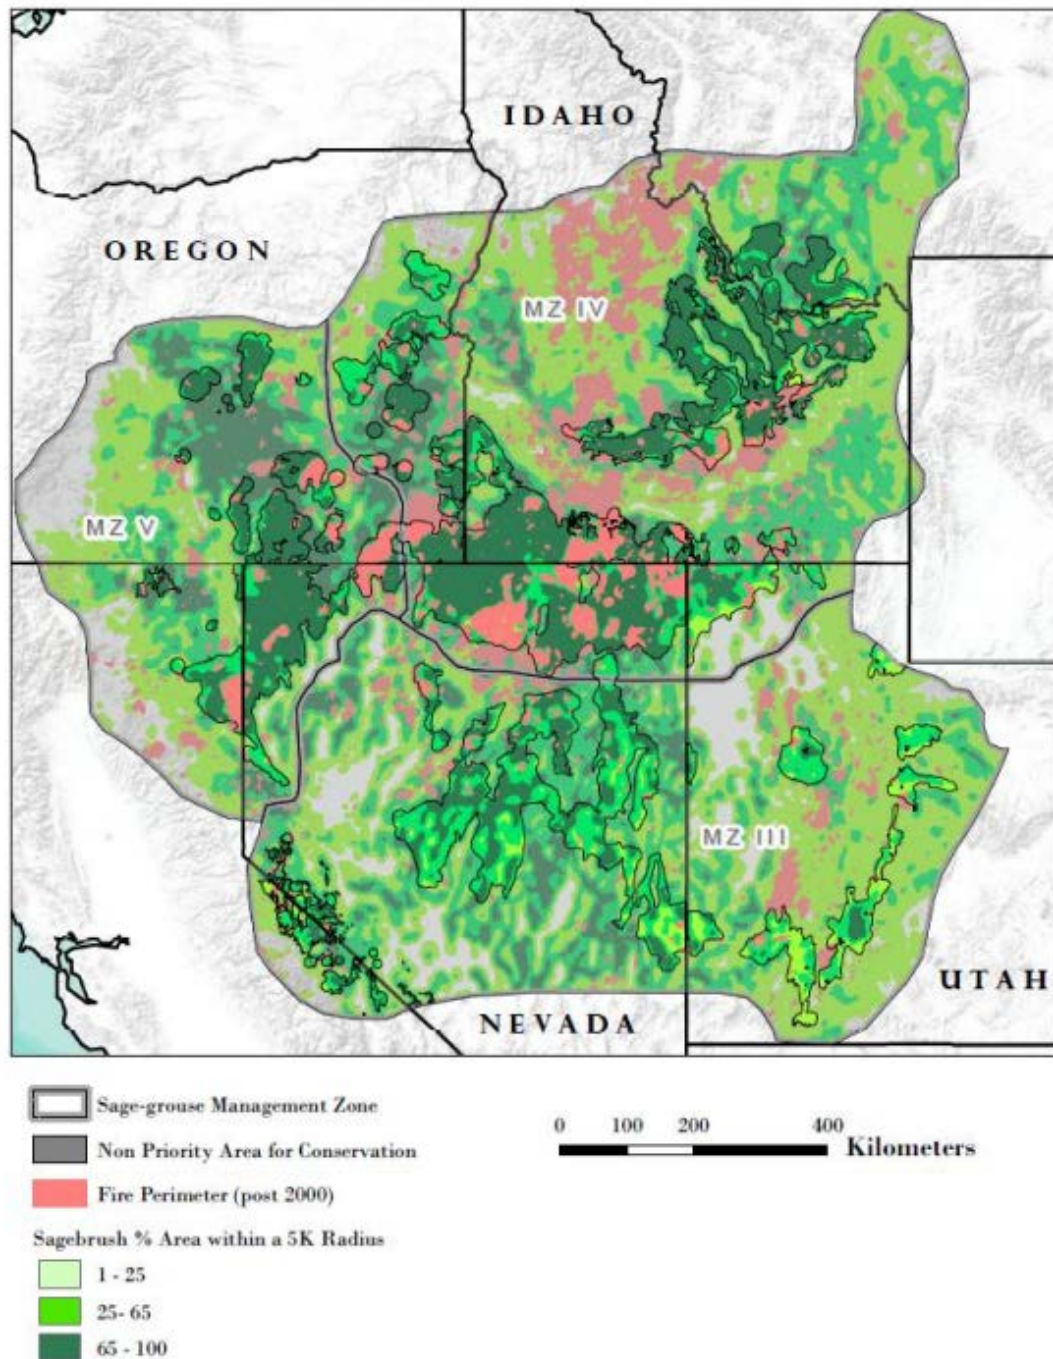 IDAHO
OREGON
MZ IV
MZ V
MZ III
UTAH
NEVADA
Sage-grouse Management Zone
Non Priority Area for Conservation
Fire Perimeter (post 2000)
0 100 200 400
Kilometers
Sagebrush % Area within a 5K Radius
1 - 25
25- 65
65 - 100